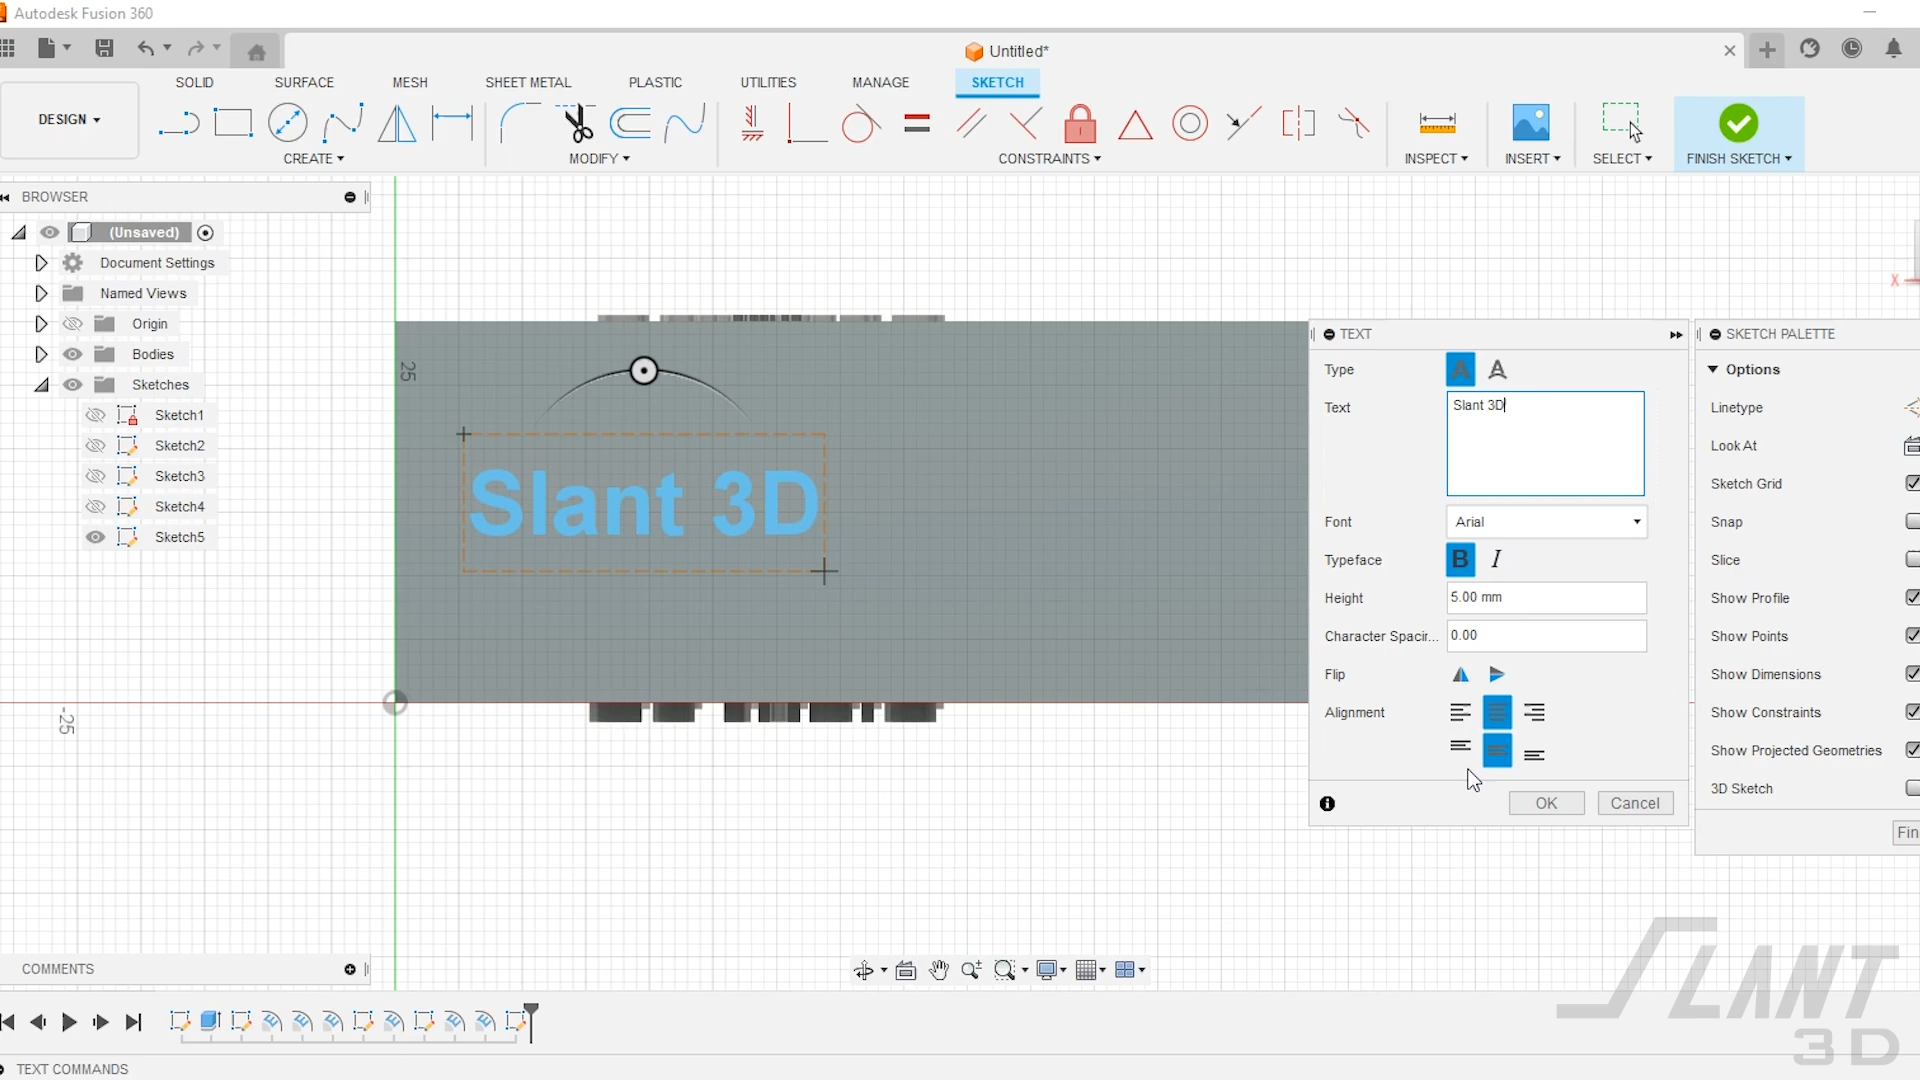 Autodesk Fusion 360
Untitled*
SOLID
SURFACE
MESH
SHEET METAL
PLASTIC
UTILITIES
MANAGE
SKETCH
DESIGN
CREATE
MODIFY
CONSTRAINTS
INSPECT
INSERT
SELECT
FINISH SKETCH
BROWSER
(Unsaved)
Document Settings
Named Views
Origin
Bodies
Sketches
Sketch1
Sketch2
Sketch3
Sketch4
Sketch5
25
-25
Slant 3D
X
TEXT
Type
A A
Text
Slant 3D
Font
Arial
Typeface
B I
Height
5.00 mm
Character Spacir...
0.00
Flip
Alignment
OK
Cancel
SKETCH PALETTE
Options
Linetype
Look At
Sketch Grid
Snap
Slice
Show Profile
Show Points
Show Dimensions
Show Constraints
Show Projected Geometries
3D Sketch
Fin
COMMENTS
TEXT COMMANDS
SLANT
3D